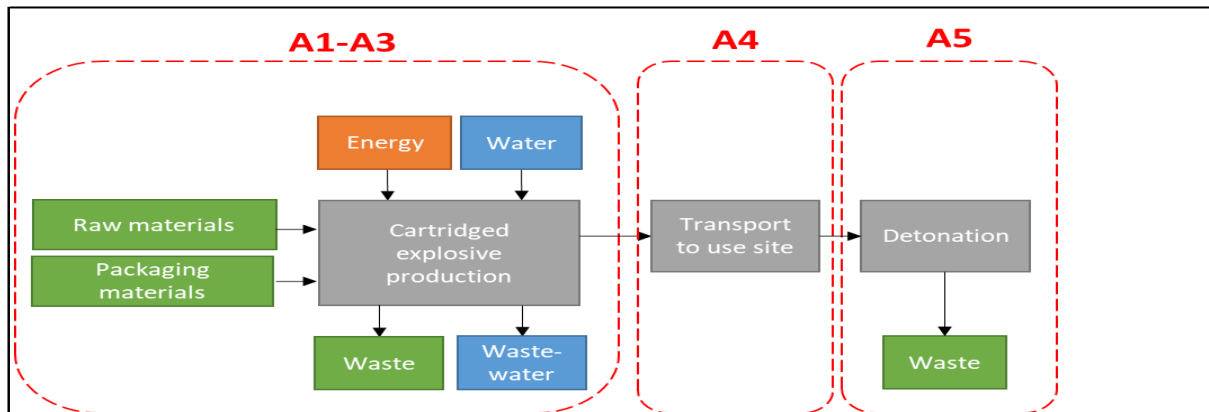 A1-A3
A4
A5
Energy
Water
Raw materials
Packaging
materials
Cartridged
explosive
production
Transport
to use site
Detonation
Waste
Waste-
water
Waste